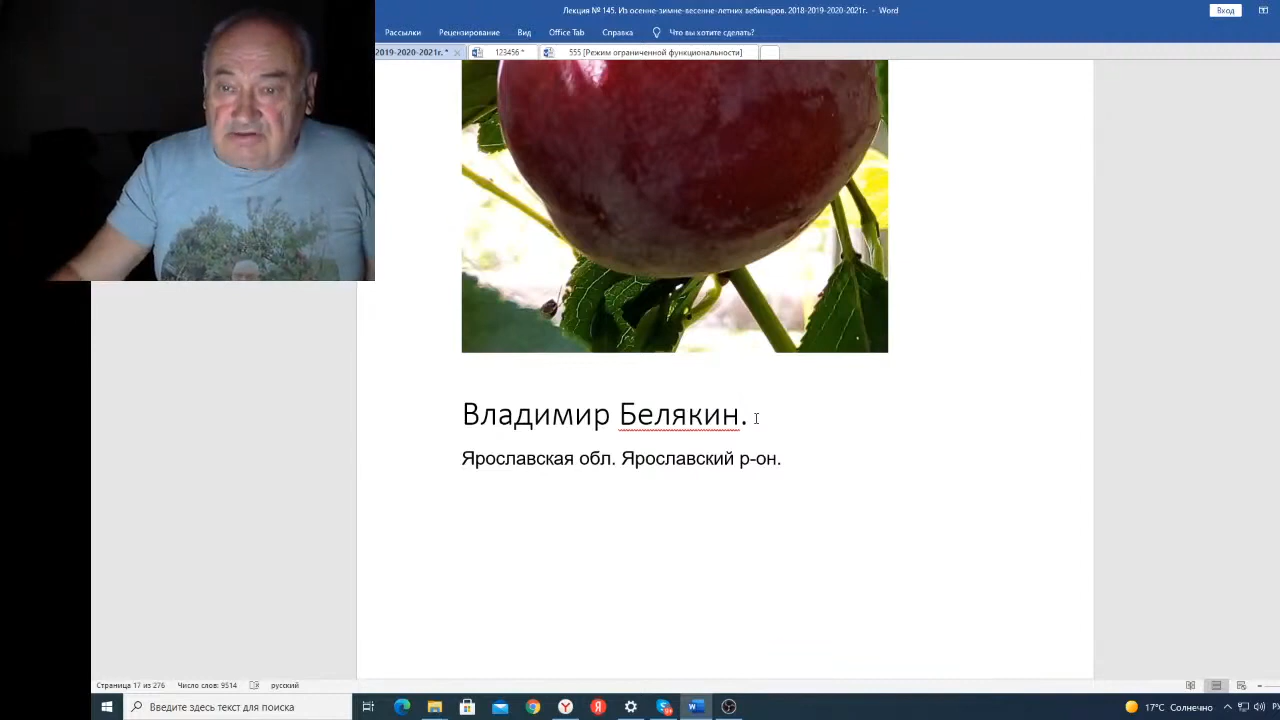 Лекция № 145. Из осенне-зимне-весенне-летних вебинаров. 2018-2019-2020-2021г. - Word
Вход
Рассылки Рецензирование Вид Office Tab Справка Что вы хотите сделать?
2019-2020-2021г. * 123456 * 555 [Режим ограниченной функциональности]
Владимир Белякин.
Ярославская обл. Ярославский р-он.
Страница 17 из 276 Число слов: 9514 русский
Введите здесь текст для поиска
17°C Солнечно